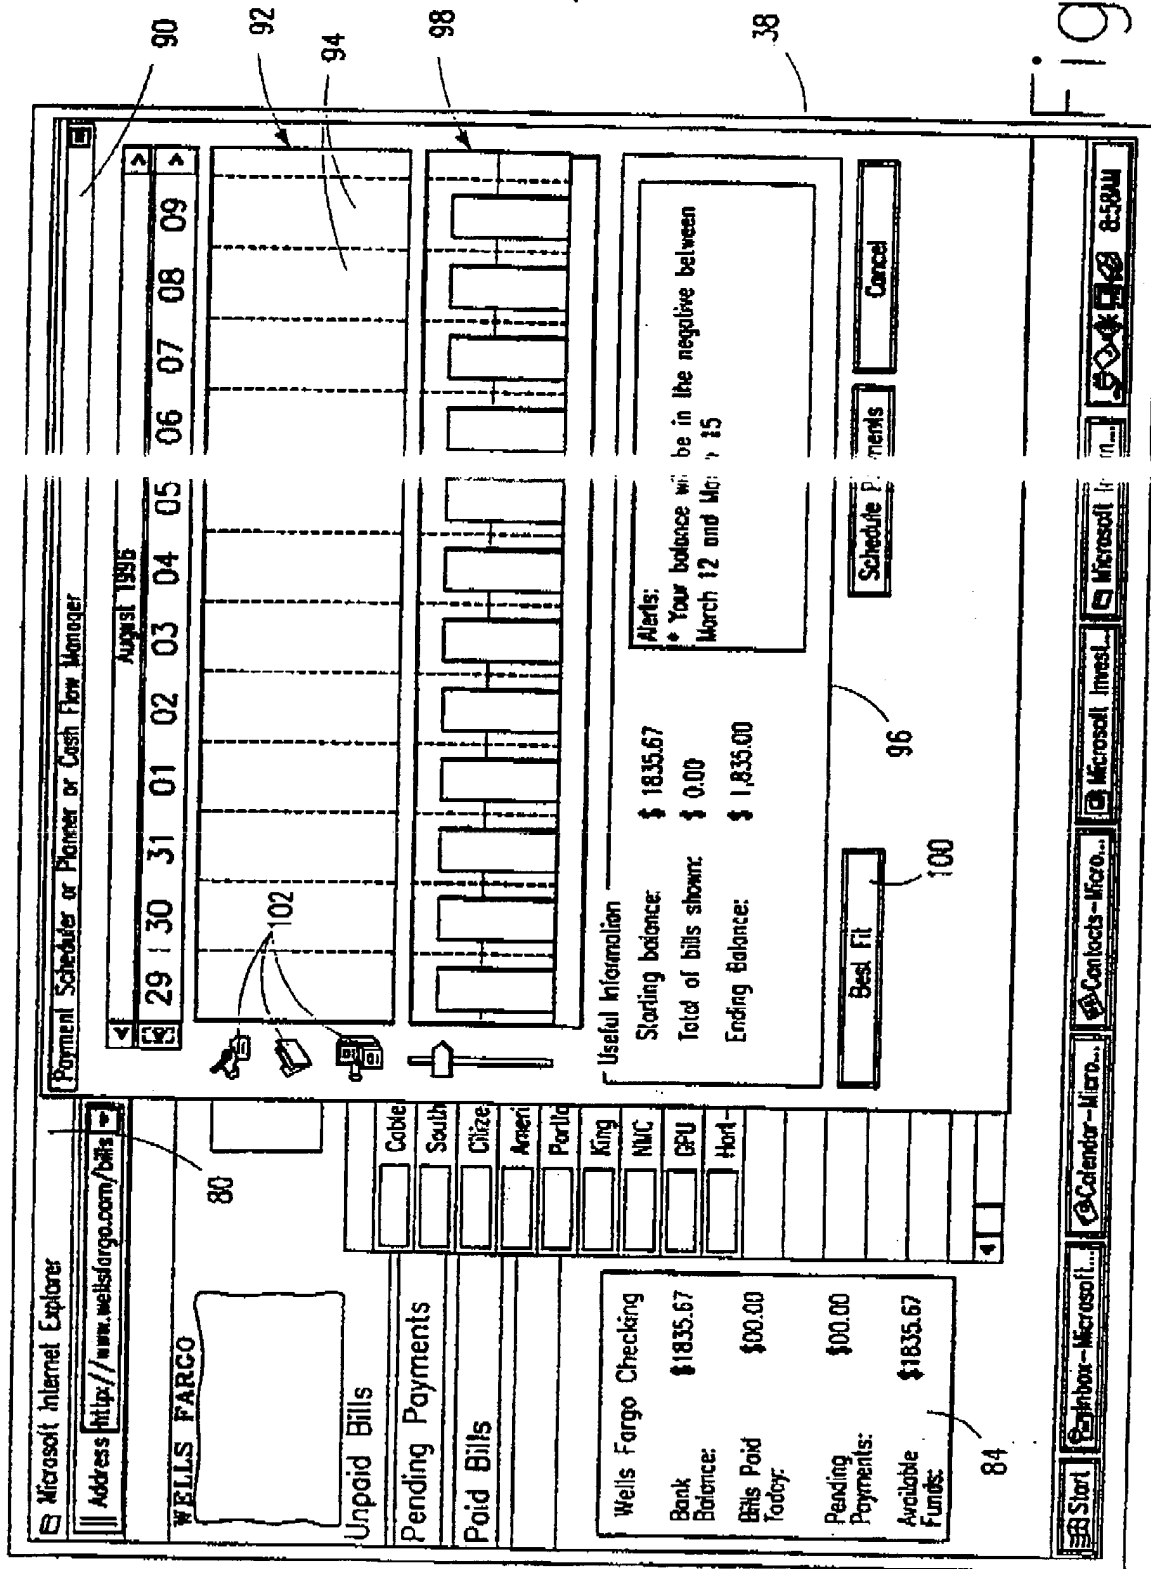 Microsoft Internet Explorer
Address http://www.wellsfargo.com/bills
WELLS FARGO
Unpaid Bills
Pending Payments
Paid Bills
Wells Fargo Checking
Bank Balance: $1835.67
Bills Paid Today: $00.00
Pending Payments: $00.00
Available Funds: $1835.67
84
80
Cable
South
Citize
Ameri
Portla
King
NWC
GPU
Hart-
Payment Scheduler or Planner or Cash Flow Manager
August 1996
29 30 31 01 02 03 04 05 06 07 08 09
102
Useful Information
Starting balance: $ 1835.67
Total of bills shown: $ 0.00
Ending Balance: $ 1,835.00
Alerts:
* Your balance will be in the negative between
March 12 and March 15
Best Fit
Schedule Payments
Cancel
100
96
90
92
94
98
38
Start
Inbox-Microsoft...
Calendar-Micro...
Contacts-Micro...
Microsoft Invest...
Microsoft In
rn...
8:58AM
Fig